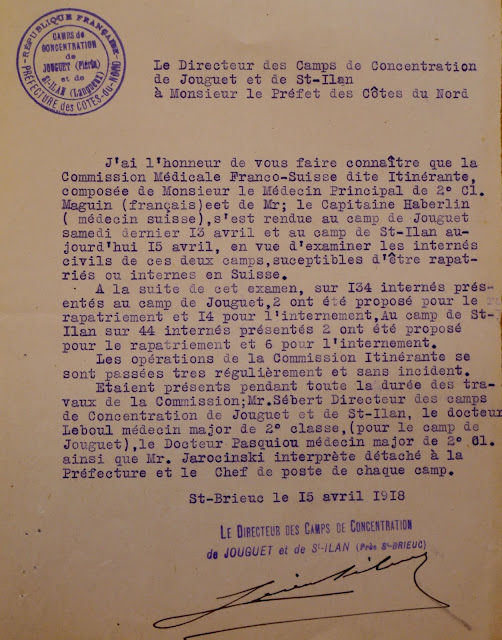 RÉPUBLIQUE FRANÇAISE
CAMPS de
CONCENTRATION
de
JOUGUET (Plérin)
et de
St-ILAN (Langueux)
PRÉFECTURE des COTES-DU-NORD
Le Directeur des Camps de Concentration
de Jouguet et de St-Ilan
à Monsieur le Préfet des Côtes du Nord
J'ai l'honneur de vous faire connaître que la
Commission Médicale Franco-Suisse dite Itinérante,
composée de Monsieur le Médecin Principal de 2° Cl.
Maguin (français)eet de Mr; le Capitaine Haberlin
( médecin suisse),s'est rendue au camp de Jouguet
samedi dernier I3 avril et au camp de St-Ilan au-
jourd'hui I5 avril, en vue d'examiner les internés
civils de ces deux camps,suceptibles d'être rapat-
riés ou internes en Suisse.
A la suite de cet examen, sur I34 internés prés-
entés au camp de Jouguet,2 ont été proposé pour le
rapatriement et I4 pour l'internement,Au camp de St-
Ilan sur 44 internés présentés 2 ont été proposé
pour le rapatriement et 6 pour l'internement.
Les opérations de la Commission Itinérante se
sont passées tres régulièrement et sans incident.
Etaient présents pendant toute la durée des tra-
vaux de la Commission;Mr.Sébert Directeur des camps
de Concentration de Jouguet et de St-Ilan, le docteur
Leboul médecin major de 2° classe,(pour le camp de
Jouguet),le Docteur Pasquiou médecin major de 2° Cl.
ainsi que Mr. Jarocinski interprète détaché à la
Préfecture et le Chef de poste de chaque camp.
St-Brieuc le I5 avril I9I8
LE DIRECTEUR DES CAMPS DE CONCENTRATION
de JOUGUET et de St-ILAN (Près St-BRIEUC)